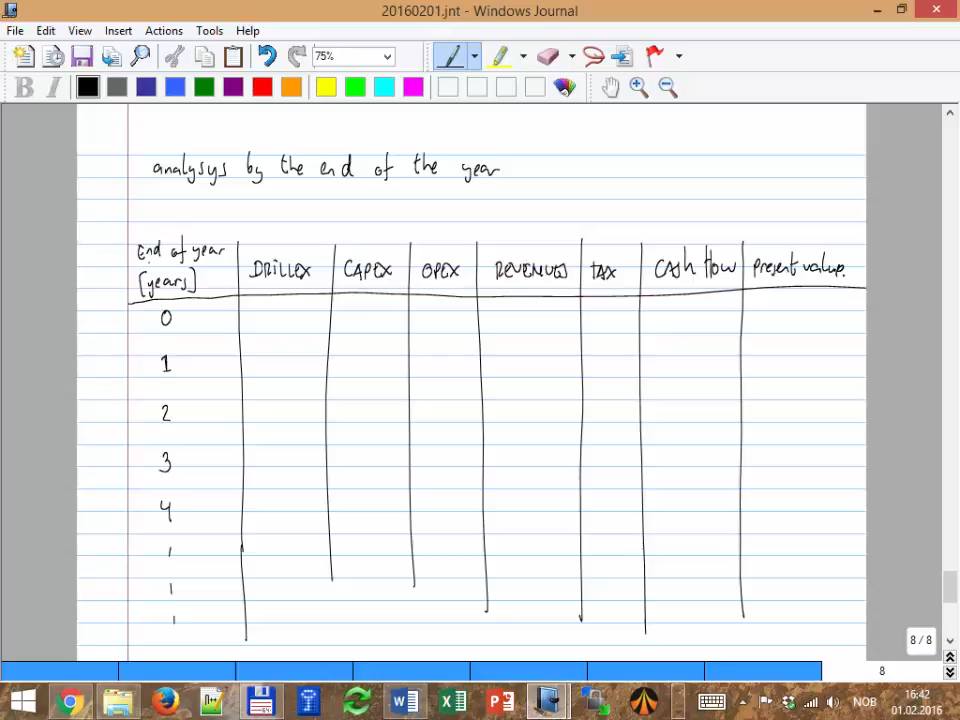 20160201.jnt - Windows Journal
File Edit View Insert Actions Tools Help
75%
B I
analysys by the end of the year
End of year
[years]
DRILLEX CAPEX OPEX REVENUES TAX Cash flow present value.
0
1
2
3
4
8 / 8
8
NOB
16:42
01.02.2016